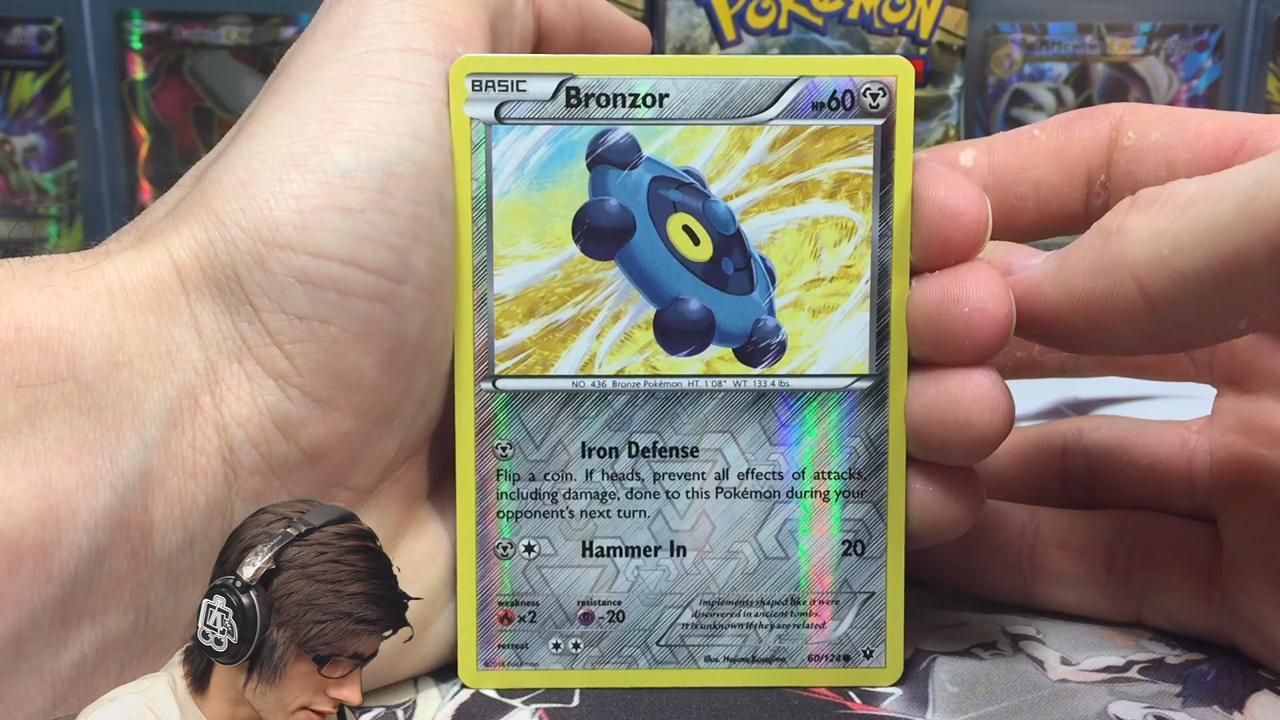 POKéMON
BASIC
Bronzor
HP60
NO. 436 Bronze Pokémon HT. 1'08" WT. 133.4 lbs.
Iron Defense
Flip a coin. If heads, prevent all effects of attacks,
including damage, done to this Pokémon during your
opponent's next turn.
Hammer In 20
weakness resistance
×2 -20
Implements shaped like it were
discovered in ancient tombs.
It is unknown if they are related.
retreat
Illus. Hajime Kusajima
60/124
©2016 Pokémon